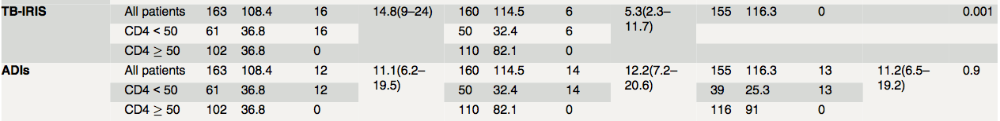 TB-IRIS All patients 163 108.4 16 14.8(9–24) 160 114.5 6 5.3(2.3– 155 116.3 0 0.001
11.7)
CD4 < 50 61 36.8 16 50 32.4 6
CD4 ≥ 50 102 36.8 0 110 82.1 0
ADIs All patients 163 108.4 12 11.1(6.2– 160 114.5 14 12.2(7.2– 155 116.3 13 11.2(6.5– 0.9
19.5) 20.6) 19.2)
CD4 < 50 61 36.8 12 50 32.4 14 39 25.3 13
CD4 ≥ 50 102 36.8 0 110 82.1 0 116 91 0